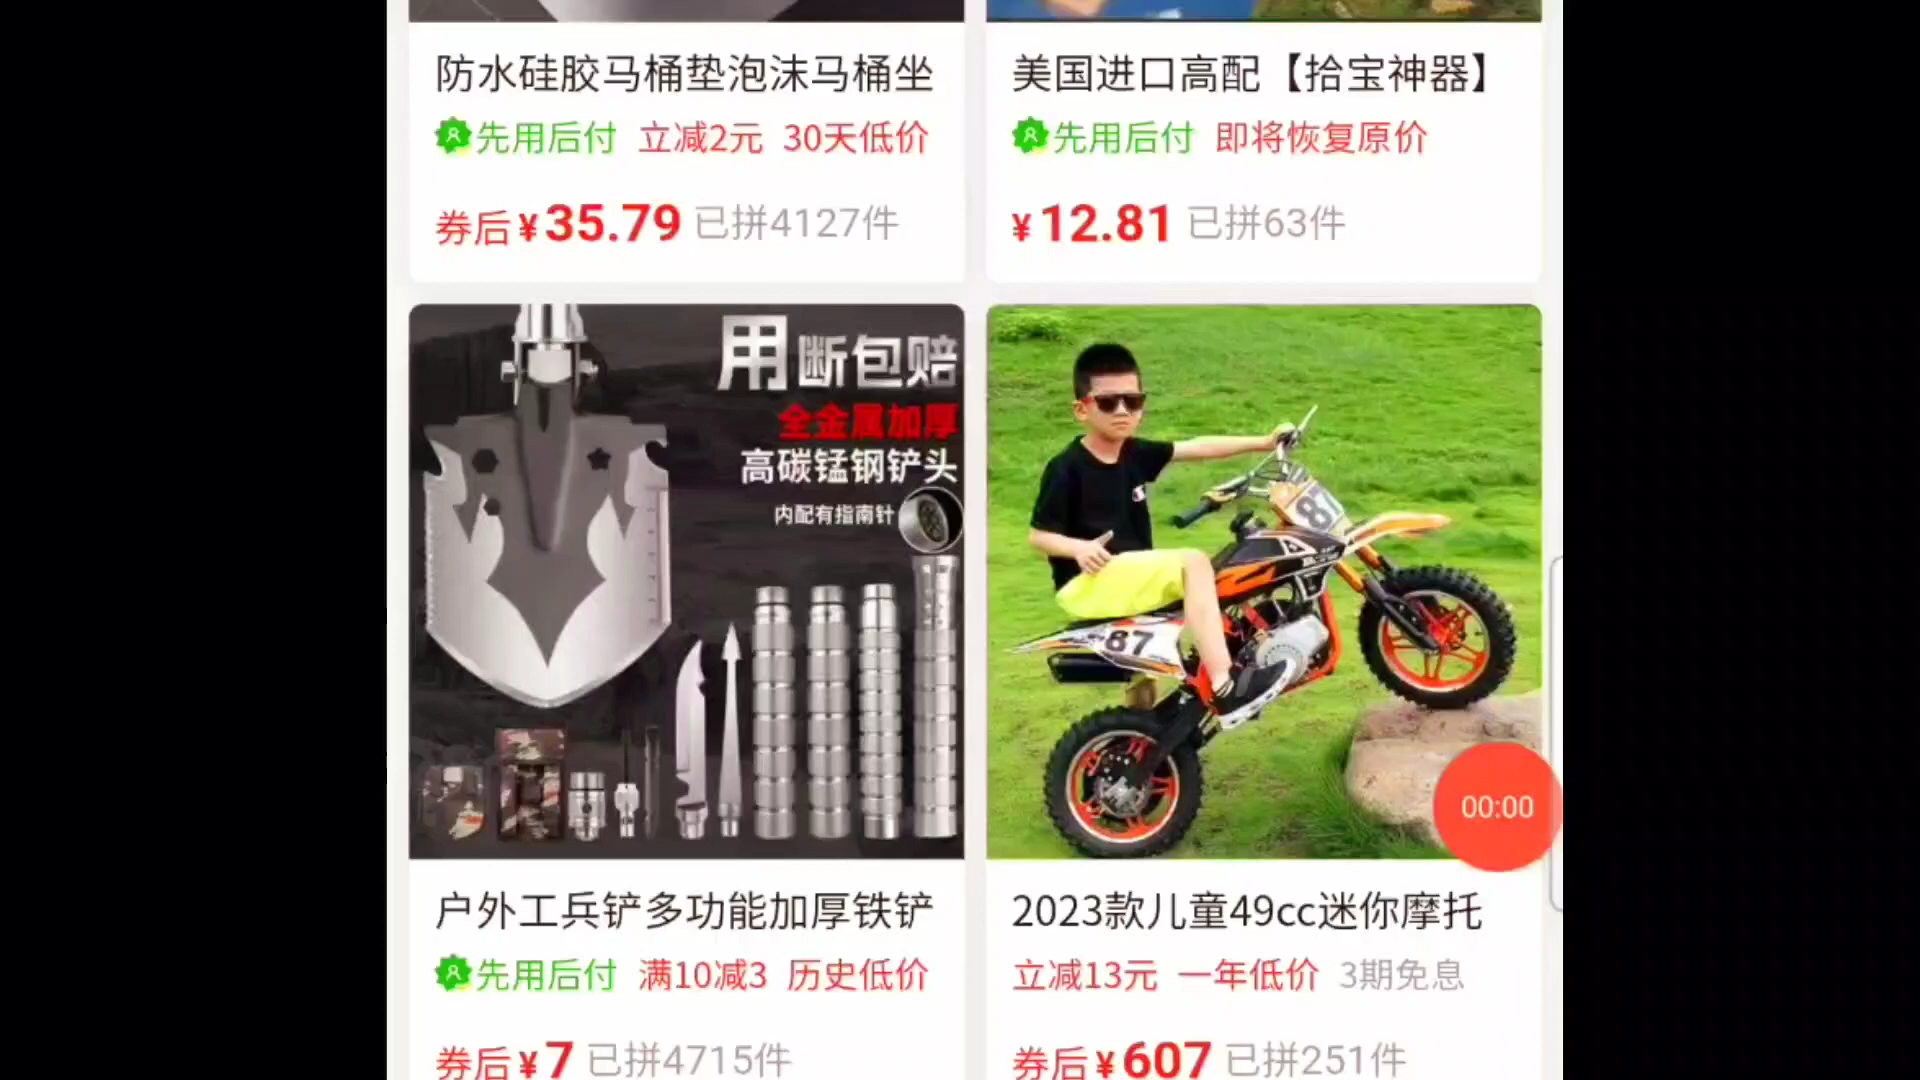 防水硅胶马桶垫泡沫马桶坐
先用后付 立减2元 30天低价
券后¥35.79 已拼4127件
美国进口高配【拾宝神器】
先用后付 即将恢复原价
¥12.81 已拼63件
用断包赔
全金属加厚
高碳锰钢铲头
内配有指南针
户外工兵铲多功能加厚铁铲
先用后付 满10减3 历史低价
券后¥7 已拼4715件
87
87
00:00
2023款儿童49cc迷你摩托
立减13元 一年低价 3期免息
券后¥607 已拼251件